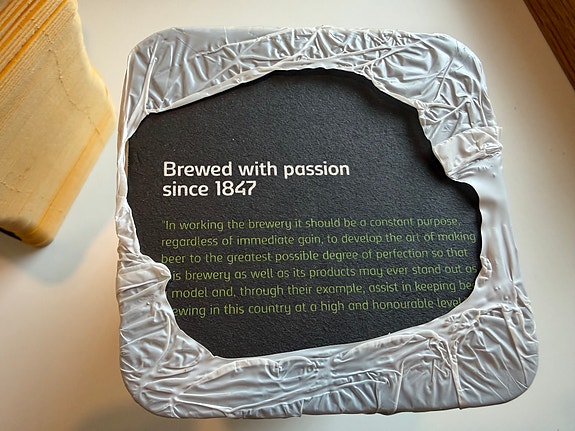 Brewed with passion
since 1847
"In working the brewery it should be a constant purpose,
regardless of immediate gain, to develop the art of making
beer to the greatest possible degree of perfection so that
is brewery as well as its products may ever stand out as
model and, through their example, assist in keeping be
ewing in this country at a high and honourable level